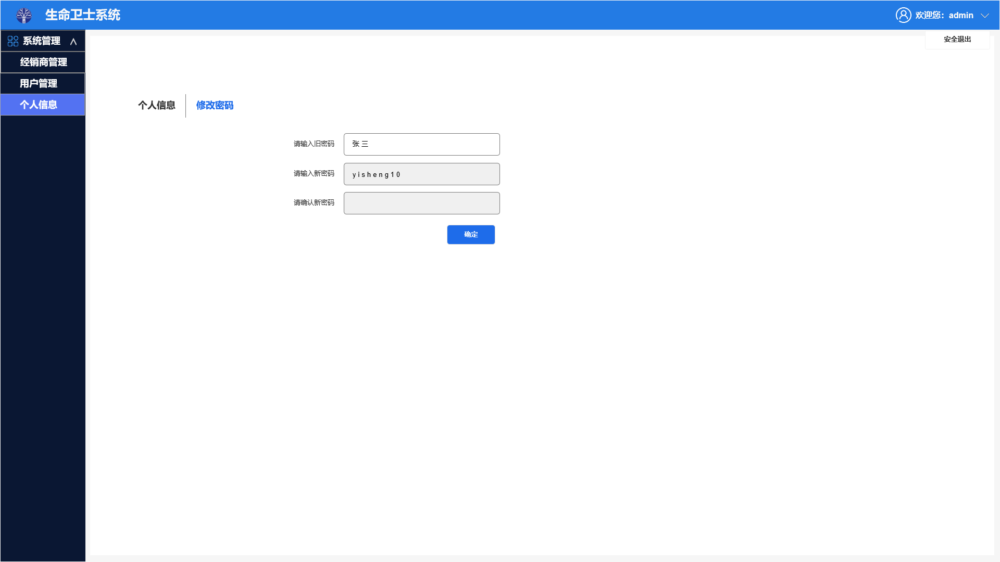 生命卫士系统
欢迎您：admin
安全退出
系统管理
经销商管理
用户管理
个人信息
个人信息
修改密码
请输入旧密码 张三
请输入新密码 yisheng10
请确认新密码
确定